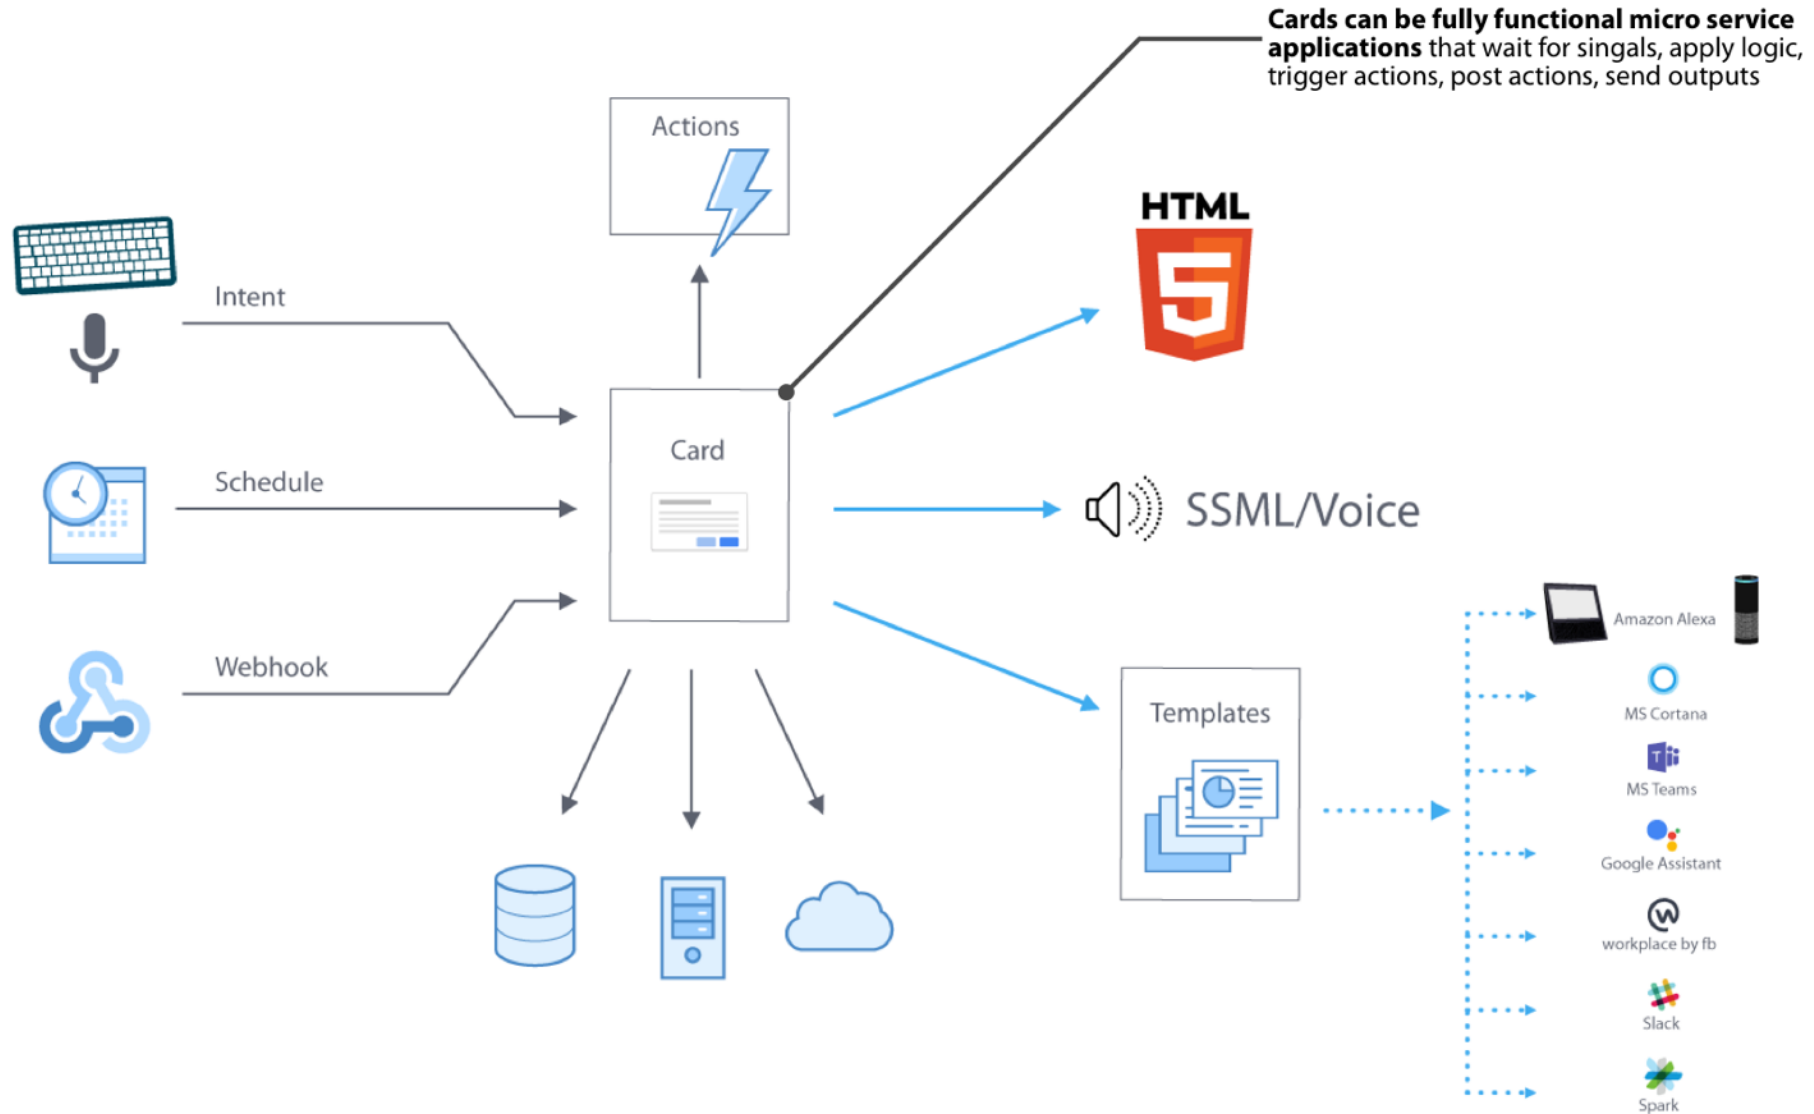 Cards can be fully functional micro service
applications that wait for singals, apply logic,
trigger actions, post actions, send outputs
Actions
HTML
5
Intent
Card
Schedule
SSML/Voice
Webhook
Templates
Amazon Alexa
MS Cortana
T
MS Teams
Google Assistant
W
workplace by fb
Slack
Spark